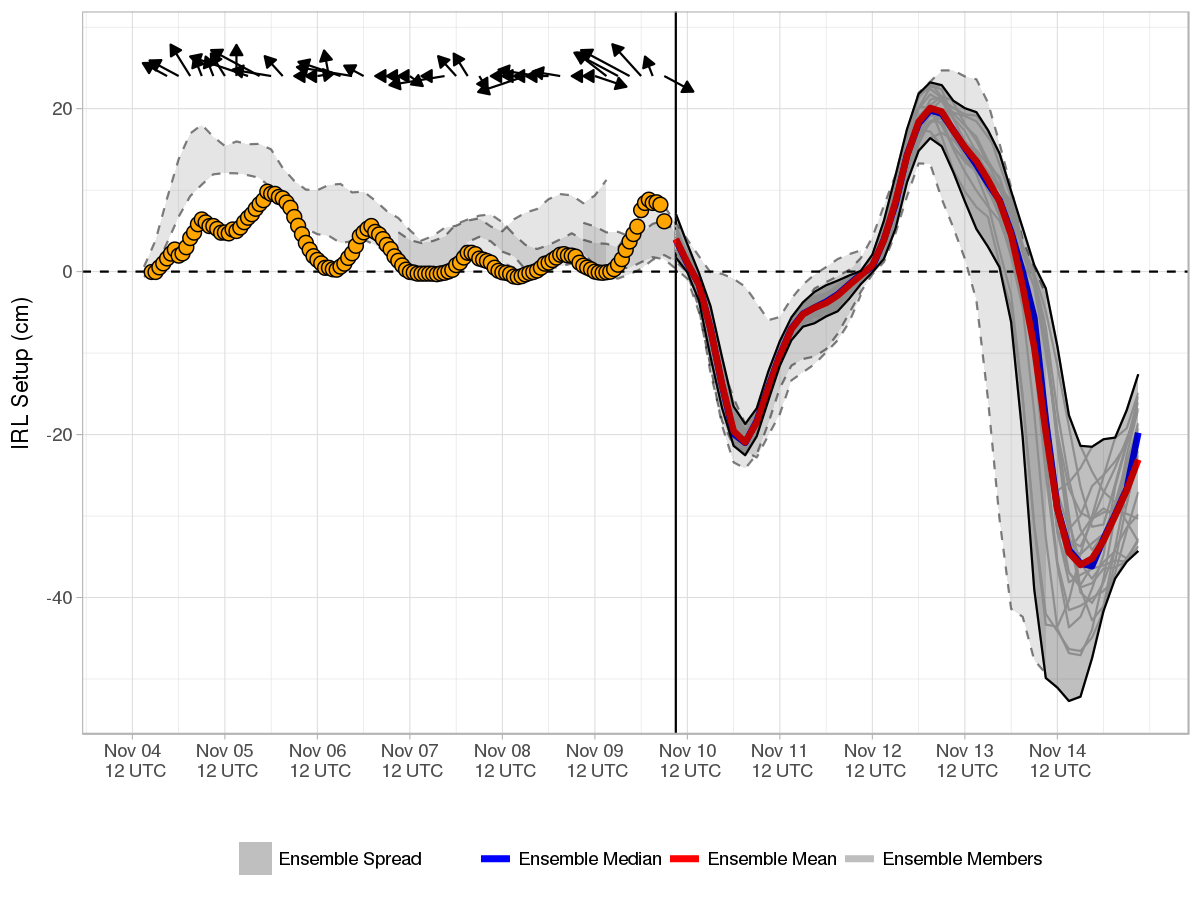 IRL Setup (cm)
20
0
-20
-40
Nov 04 12 UTC
Nov 05 12 UTC
Nov 06 12 UTC
Nov 07 12 UTC
Nov 08 12 UTC
Nov 09 12 UTC
Nov 10 12 UTC
Nov 11 12 UTC
Nov 12 12 UTC
Nov 13 12 UTC
Nov 14 12 UTC
Ensemble Spread
Ensemble Median
Ensemble Mean
Ensemble Members